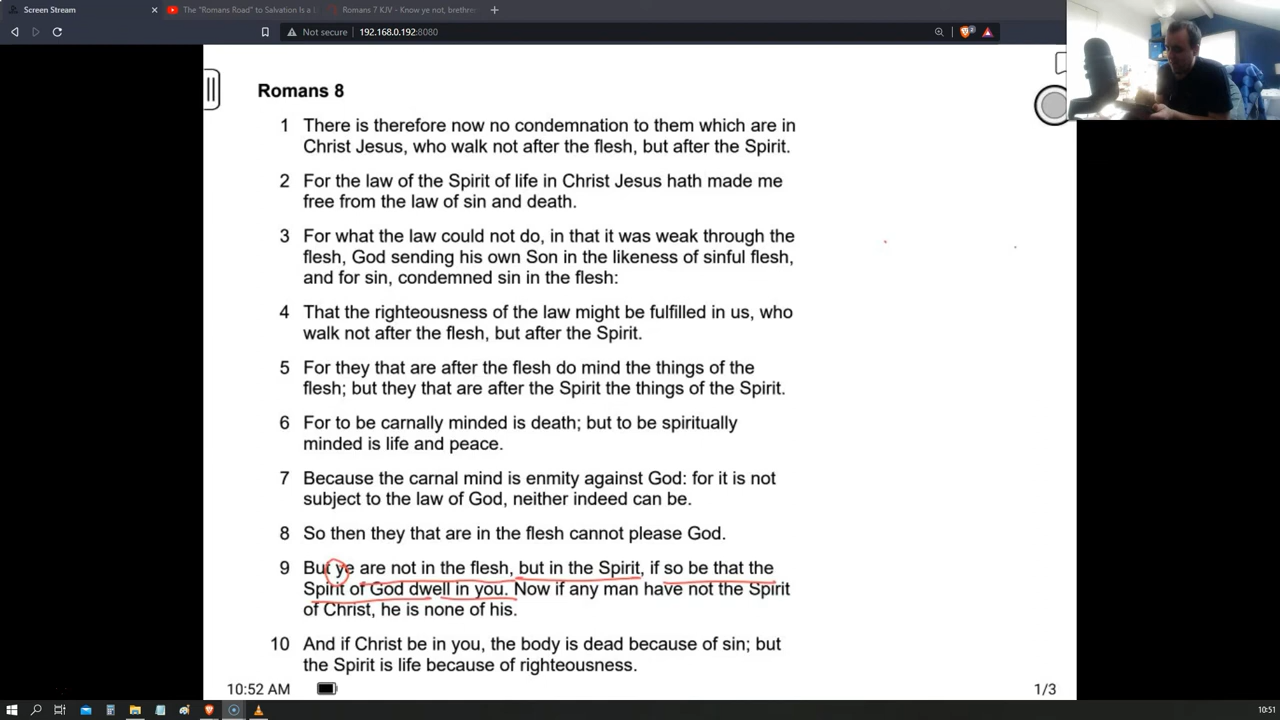 Screen Stream
The "Romans Road" to Salvation Is a L
Romans 7 KJV - Know ye not, brethre
Not secure
192.168.0.192:8080
2
Romans 8
1 There is therefore now no condemnation to them which are in
Christ Jesus, who walk not after the flesh, but after the Spirit.
2 For the law of the Spirit of life in Christ Jesus hath made me
free from the law of sin and death.
3 For what the law could not do, in that it was weak through the
flesh, God sending his own Son in the likeness of sinful flesh,
and for sin, condemned sin in the flesh:
4 That the righteousness of the law might be fulfilled in us, who
walk not after the flesh, but after the Spirit.
5 For they that are after the flesh do mind the things of the
flesh; but they that are after the Spirit the things of the Spirit.
6 For to be carnally minded is death; but to be spiritually
minded is life and peace.
7 Because the carnal mind is enmity against God: for it is not
subject to the law of God, neither indeed can be.
8 So then they that are in the flesh cannot please God.
9 But ye are not in the flesh, but in the Spirit, if so be that the
Spirit of God dwell in you. Now if any man have not the Spirit
of Christ, he is none of his.
10 And if Christ be in you, the body is dead because of sin; but
the Spirit is life because of righteousness.
10:52 AM
1/3
10:51